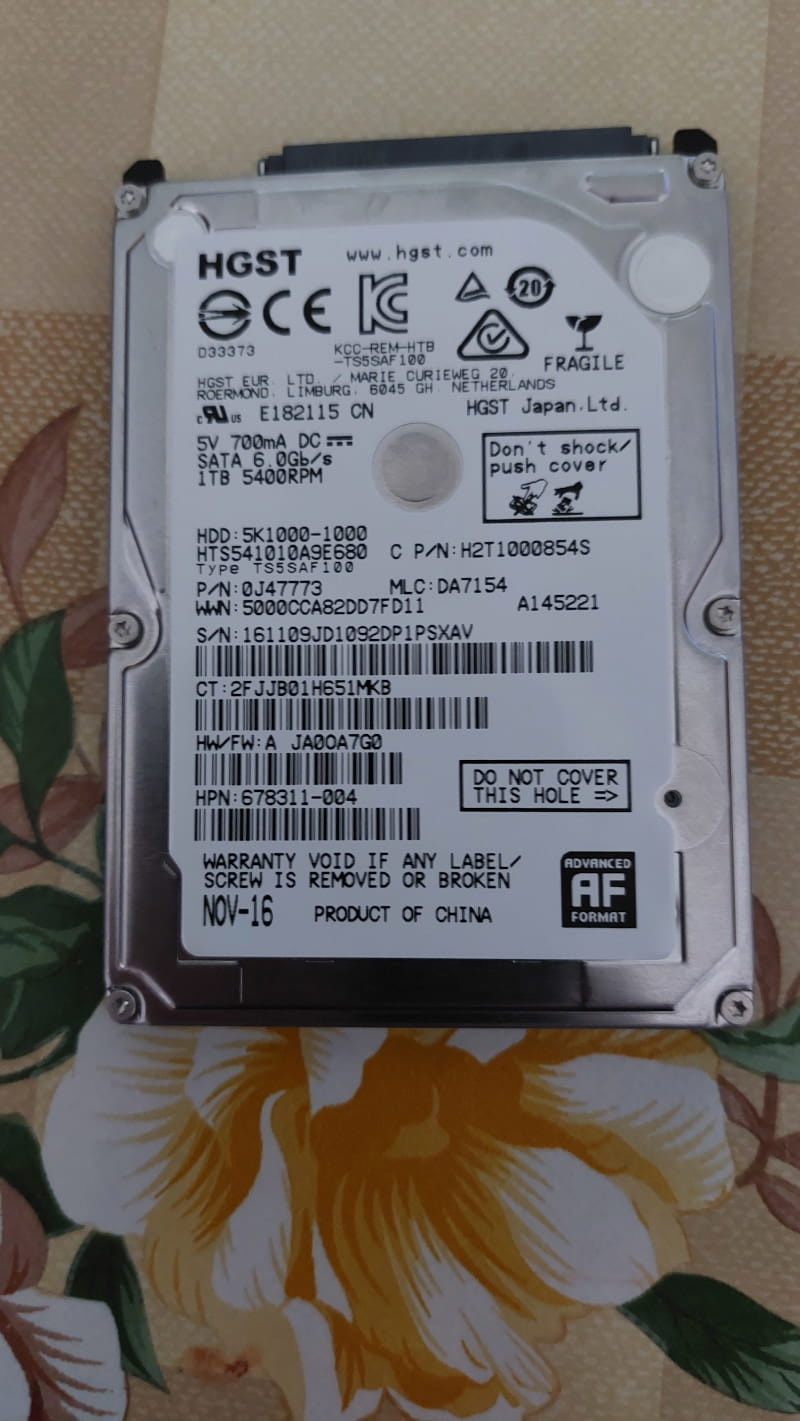 HGST www.hgst.com
20
D33373
KCC-REM-HTB
-TS5SAF100
FRAGILE
HGST EUR. LTD. / MARIE CURIEWEG 20,
ROERMOND, LIMBURG, 6045 GH, NETHERLANDS
c RU US E182115 CN HGST Japan.Ltd.
5V 700mA DC
SATA 6.0Gb/s
1TB 5400RPM
Don't shock/
push cover
HDD:5K1000-1000
HTS541010A9E680 C P/N:H2T1000854S
Type TS5SAF100
P/N:0J47773 MLC:DA7154
WWN:5000CCA82DD7FD11 A145221
S/N:161109JD1092DP1PSXAV
CT:2FJJB01H651MKB
HW/FW:A JA0OA7G0
HPN:678311-004
DO NOT COVER
THIS HOLE =>
WARRANTY VOID IF ANY LABEL/
SCREW IS REMOVED OR BROKEN
NOV-16 PRODUCT OF CHINA
ADVANCED
AF
FORMAT